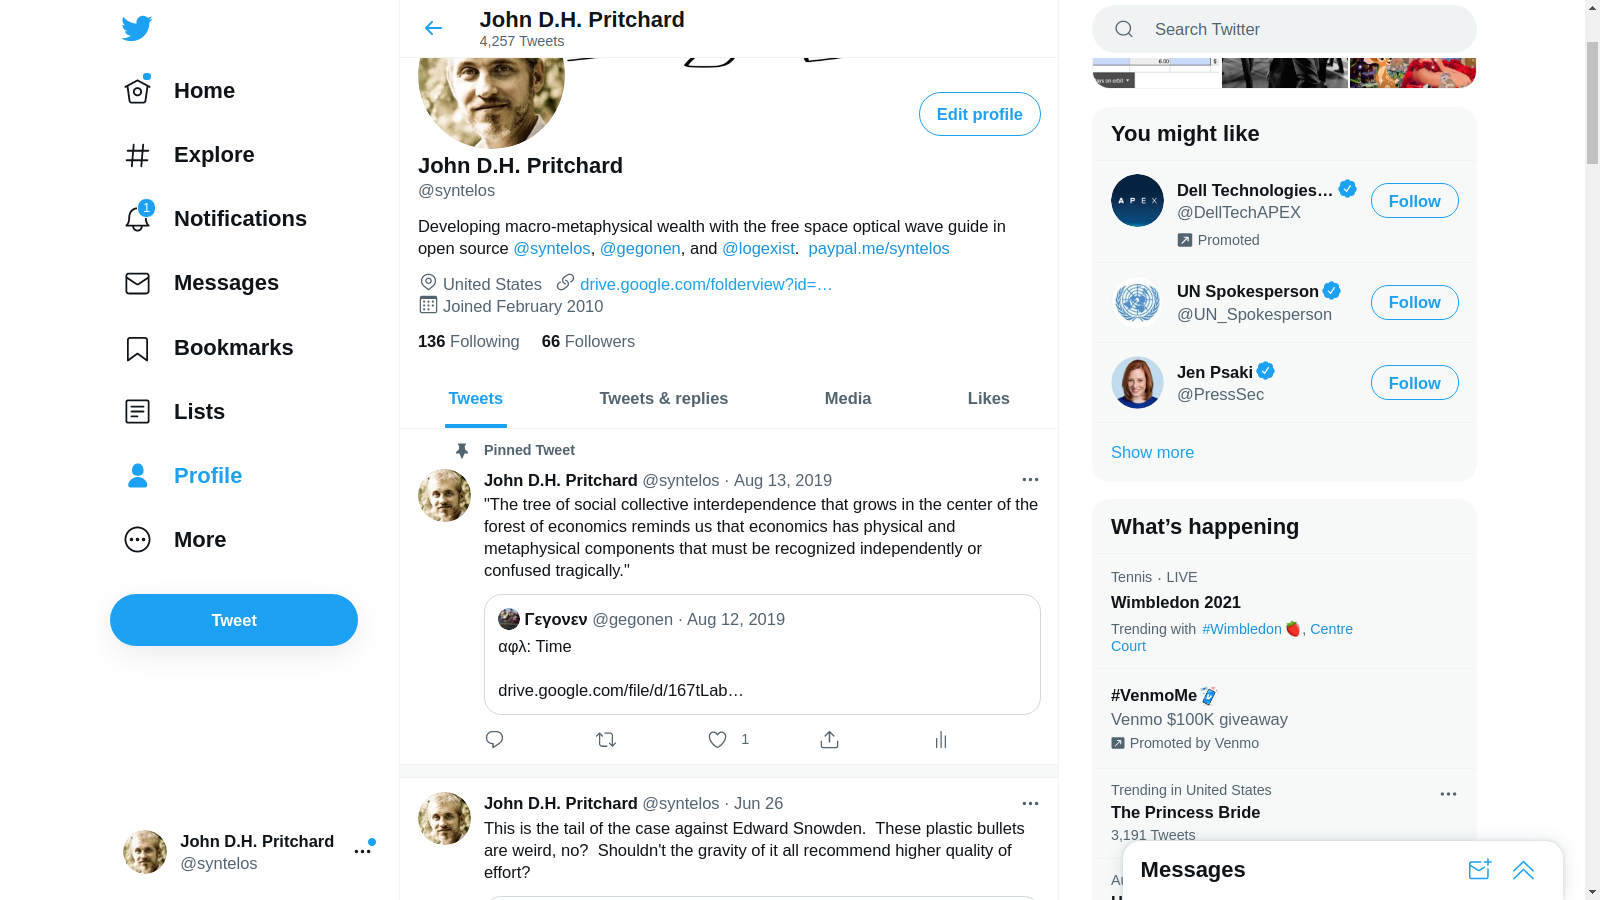 Home
Explore
1
Notifications
Messages
Bookmarks
Lists
Profile
More
Tweet
John D.H. Pritchard
@syntelos
John D.H. Pritchard
4,257 Tweets
Edit profile
John D.H. Pritchard
@syntelos
Developing macro-metaphysical wealth with the free space optical wave guide in
open source @syntelos, @gegonen, and @logexist. paypal.me/syntelos
United States drive.google.com/folderview?id=…
Joined February 2010
136 Following 66 Followers
Tweets Tweets & replies Media Likes
Pinned Tweet
John D.H. Pritchard @syntelos · Aug 13, 2019
"The tree of social collective interdependence that grows in the center of the
forest of economics reminds us that economics has physical and
metaphysical components that must be recognized independently or
confused tragically."
Γεγονεν @gegonen · Aug 12, 2019
αφλ: Time
drive.google.com/file/d/167tLab…
1
John D.H. Pritchard @syntelos · Jun 26
This is the tail of the case against Edward Snowden. These plastic bullets
are weird, no? Shouldn't the gravity of it all recommend higher quality of
effort?
Search Twitter
6.00 $
on orbit
You might like
APEX
Dell Technologies…
@DellTechAPEX
Promoted
Follow
UN Spokesperson
@UN_Spokesperson
Follow
Jen Psaki
@PressSec
Follow
Show more
What’s happening
Tennis · LIVE
Wimbledon 2021
Trending with #Wimbledon🍓, Centre
Court
#VenmoMe
Venmo $100K giveaway
Promoted by Venmo
Trending in United States
The Princess Bride
3,191 Tweets
Messages